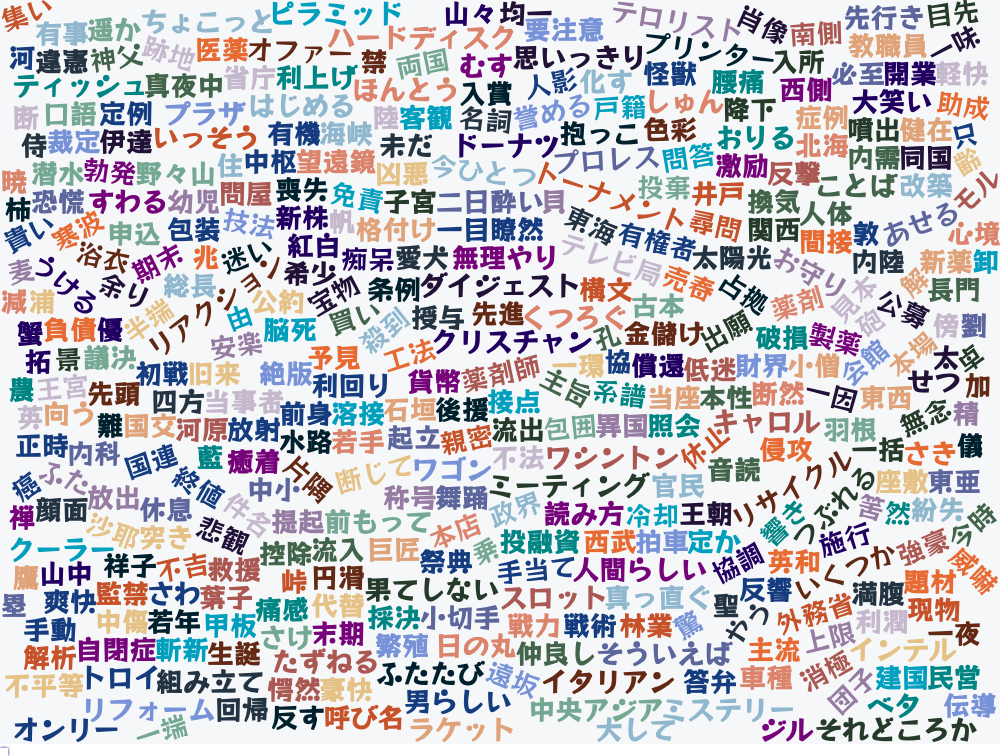 集い 有事 遥か ちょこっと ピラミッド 山々 均一 要注意 テロリスト 肖像 南側 先行き 目先
河 遠憲 神父 跡地 医薬 オファー ハードディスク 禁 両国 むす 思いっきり プリンター 入所 教職員 一味
ティッシュ 真夜中 省庁 利上げ ほんとう 入賞 人影 化す 怪獣 腰痛 西側 必至 開業 軽快
断 口語 定例 プラザ はじめる 陸 客観 名詞 誉める 戸籍 しゅん 降下 症例 大笑い 助成
侍 裁定 伊達 いっそう 有機 海峡 未だ ドーナツ 抱っこ 色彩 おりる 北海 噴出 健在 只
暁 潜水 勃発 野々山 住 中枢 望遠鏡 凶悪 今ひとつ プロレス 問答 激励 反撃 内需 同国 齢
柿 恐慌 すわる 幼児 問屋 喪失 免責 子宮 二日酔い 貝 トーナメント 投棄 井戸 換気 ことば 改築 モル
貴い 寒波 申込 包装 技法 新株 帆 格付け 一目瞭然 東海 有権者 尋問 関西 人体 間接 敦 あせる 心境
麦 うける 浴衣 余り 期末 兆 迷い 紅白 痴呆 愛犬 無理やり テレビ局 売春 太陽光 お守り 内陸 新薬 卸
減 浦 総長 リアクション 公約 希少 宝物 条例 ダイジェスト 構文 古本 占拠 薬剤 見本 砲 公募 解 長門
蟹 負債 優 半端 安楽 由 脳死 買い 殺到 授与 先進 くつろぐ クリスチャン 孔 金儲け 出願 破損 製薬 傍 劉
拓 景 議決 初戦 旧来 絶版 予見 工法 利回り 貨幣 薬剤師 一環 協 償還 低迷 財界 小僧 会館 本場 太 卓
農 王宮 先頭 四方 当事者 前身 溶接 石垣 後援 接点 主旨 系譜 当座 本性 断然 一因 東西 せつ 加
英 向う 難 国交 河原 放射 水路 若手 起立 親密 流出 包囲 異国 照会 休止 キャロル 羽根 無念 精
正時 内科 国連 藍 癒着 片隅 断じて ワゴン 不法 ワシントン 音読 侵攻 一括 さき 儀
癌 ふた 放出 終値 件名 中小 称号 舞踊 ミーティング 官民 リサイクル つぶれる 座敷 東亜
禅 顔面 休息 悲観 提起 前もって 本店 政界 読み方 冷却 王朝 響き 筈 然 紛失 今時
クーラー 沙耶 突き 祥子 不吉 救援 控除 流入 巨匠 祭典 乗 投融資 西武 拍車 定か 協調 英和 施行 強豪 威嚇
鷹 山中 監禁 さわ 葉子 峠 円滑 果てしない 手当て 人間らしい 反響 いくつか 満腹 題材
塁 爽快 中傷 若年 甲板 痛感 代替 採決 小切手 スロット 真っ直ぐ 聖 やう 外務省 利潤 現物
手動 自閉症 斬新 生誕 さけ 末期 繁殖 日の丸 戦力 戦術 林業 驚 主流 上限 インテル 一夜
解析 トロイ 組み立て たずねる ふたたび 仲良し そういえば 車種 消極 建国 民営
不平等 リフォーム 回帰 愕然 豪快 男らしい 遠坂 イタリアン 答弁 団子 ベタ 伝導
オンリー 一端 反す 呼び名 ラケット 中央アジア 大して ミステリー ジル それどころか